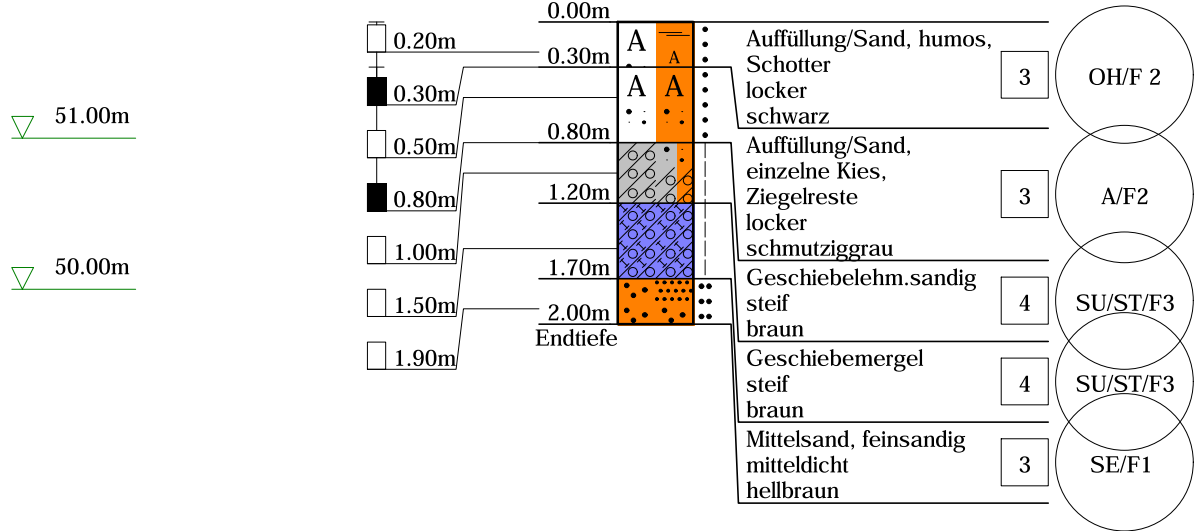 51.00m
50.00m
0.20m
0.30m
0.50m
0.80m
1.00m
1.50m
1.90m
0.00m
0.30m
0.80m
1.20m
1.70m
2.00m
Endtiefe
A
A
A A
Auffüllung/Sand, humos,
Schotter
locker
schwarz
3
OH/F 2
Auffüllung/Sand,
einzelne Kies,
Ziegelreste
locker
schmutziggrau
3
A/F2
Geschiebelehm.sandig
steif
braun
4
SU/ST/F3
Geschiebemergel
steif
braun
4
SU/ST/F3
Mittelsand, feinsandig
mitteldicht
hellbraun
3
SE/F1